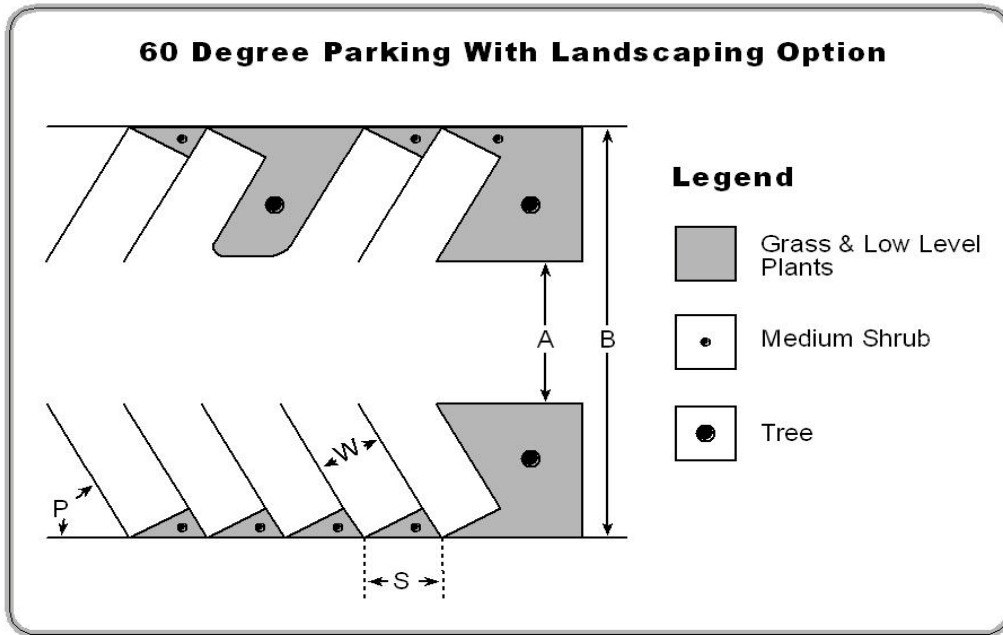 60 Degree Parking With Landscaping Option
Legend
Grass & Low Level
Plants
Medium Shrub
Tree
A
B
W
P
S